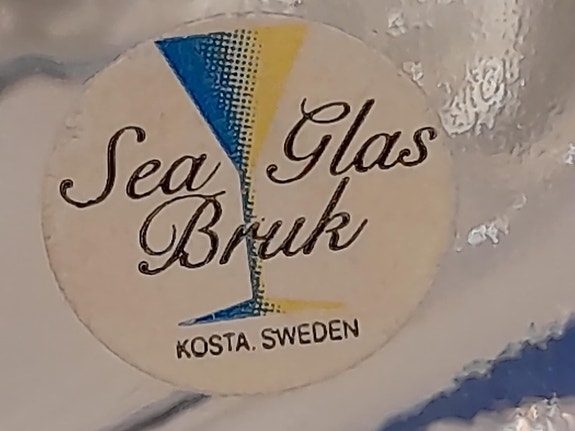 Sea Glas
Bruk
KOSTA. SWEDEN